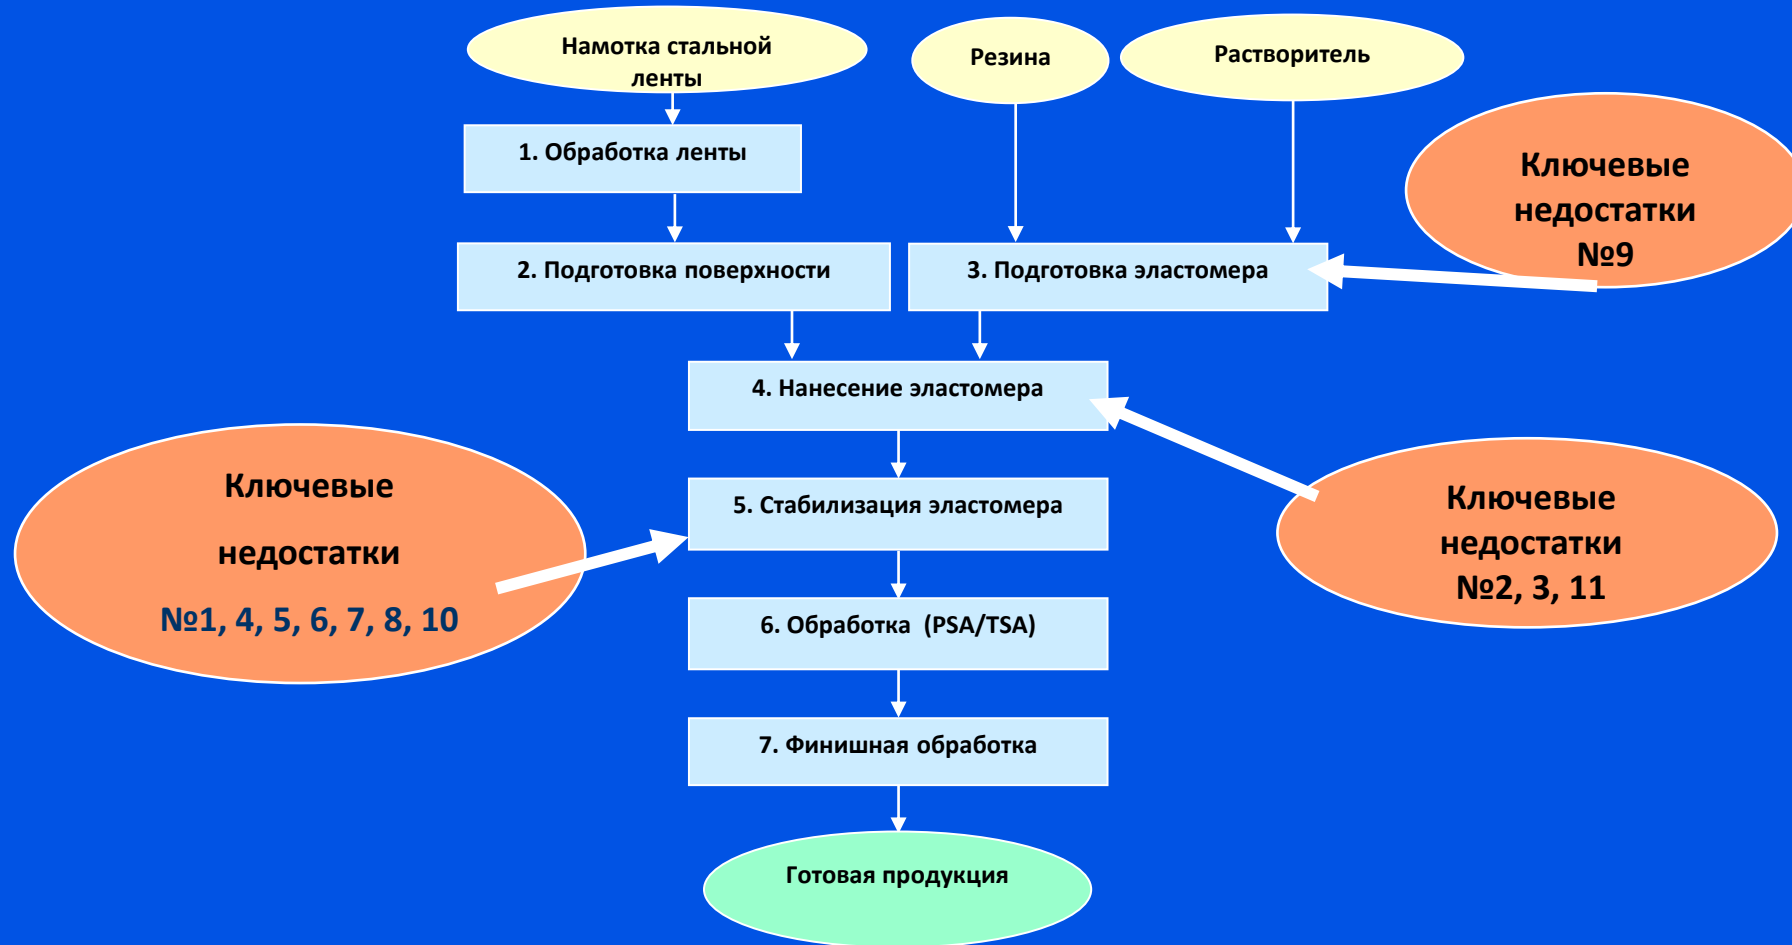 Намотка стальной
ленты
Резина
Растворитель
1. Обработка ленты
Ключевые
недостатки
№9
2. Подготовка поверхности
3. Подготовка эластомера
4. Нанесение эластомера
Ключевые
недостатки
№1, 4, 5, 6, 7, 8, 10
5. Стабилизация эластомера
Ключевые
недостатки
№2, 3, 11
6. Обработка (PSA/TSA)
7. Финишная обработка
Готовая продукция